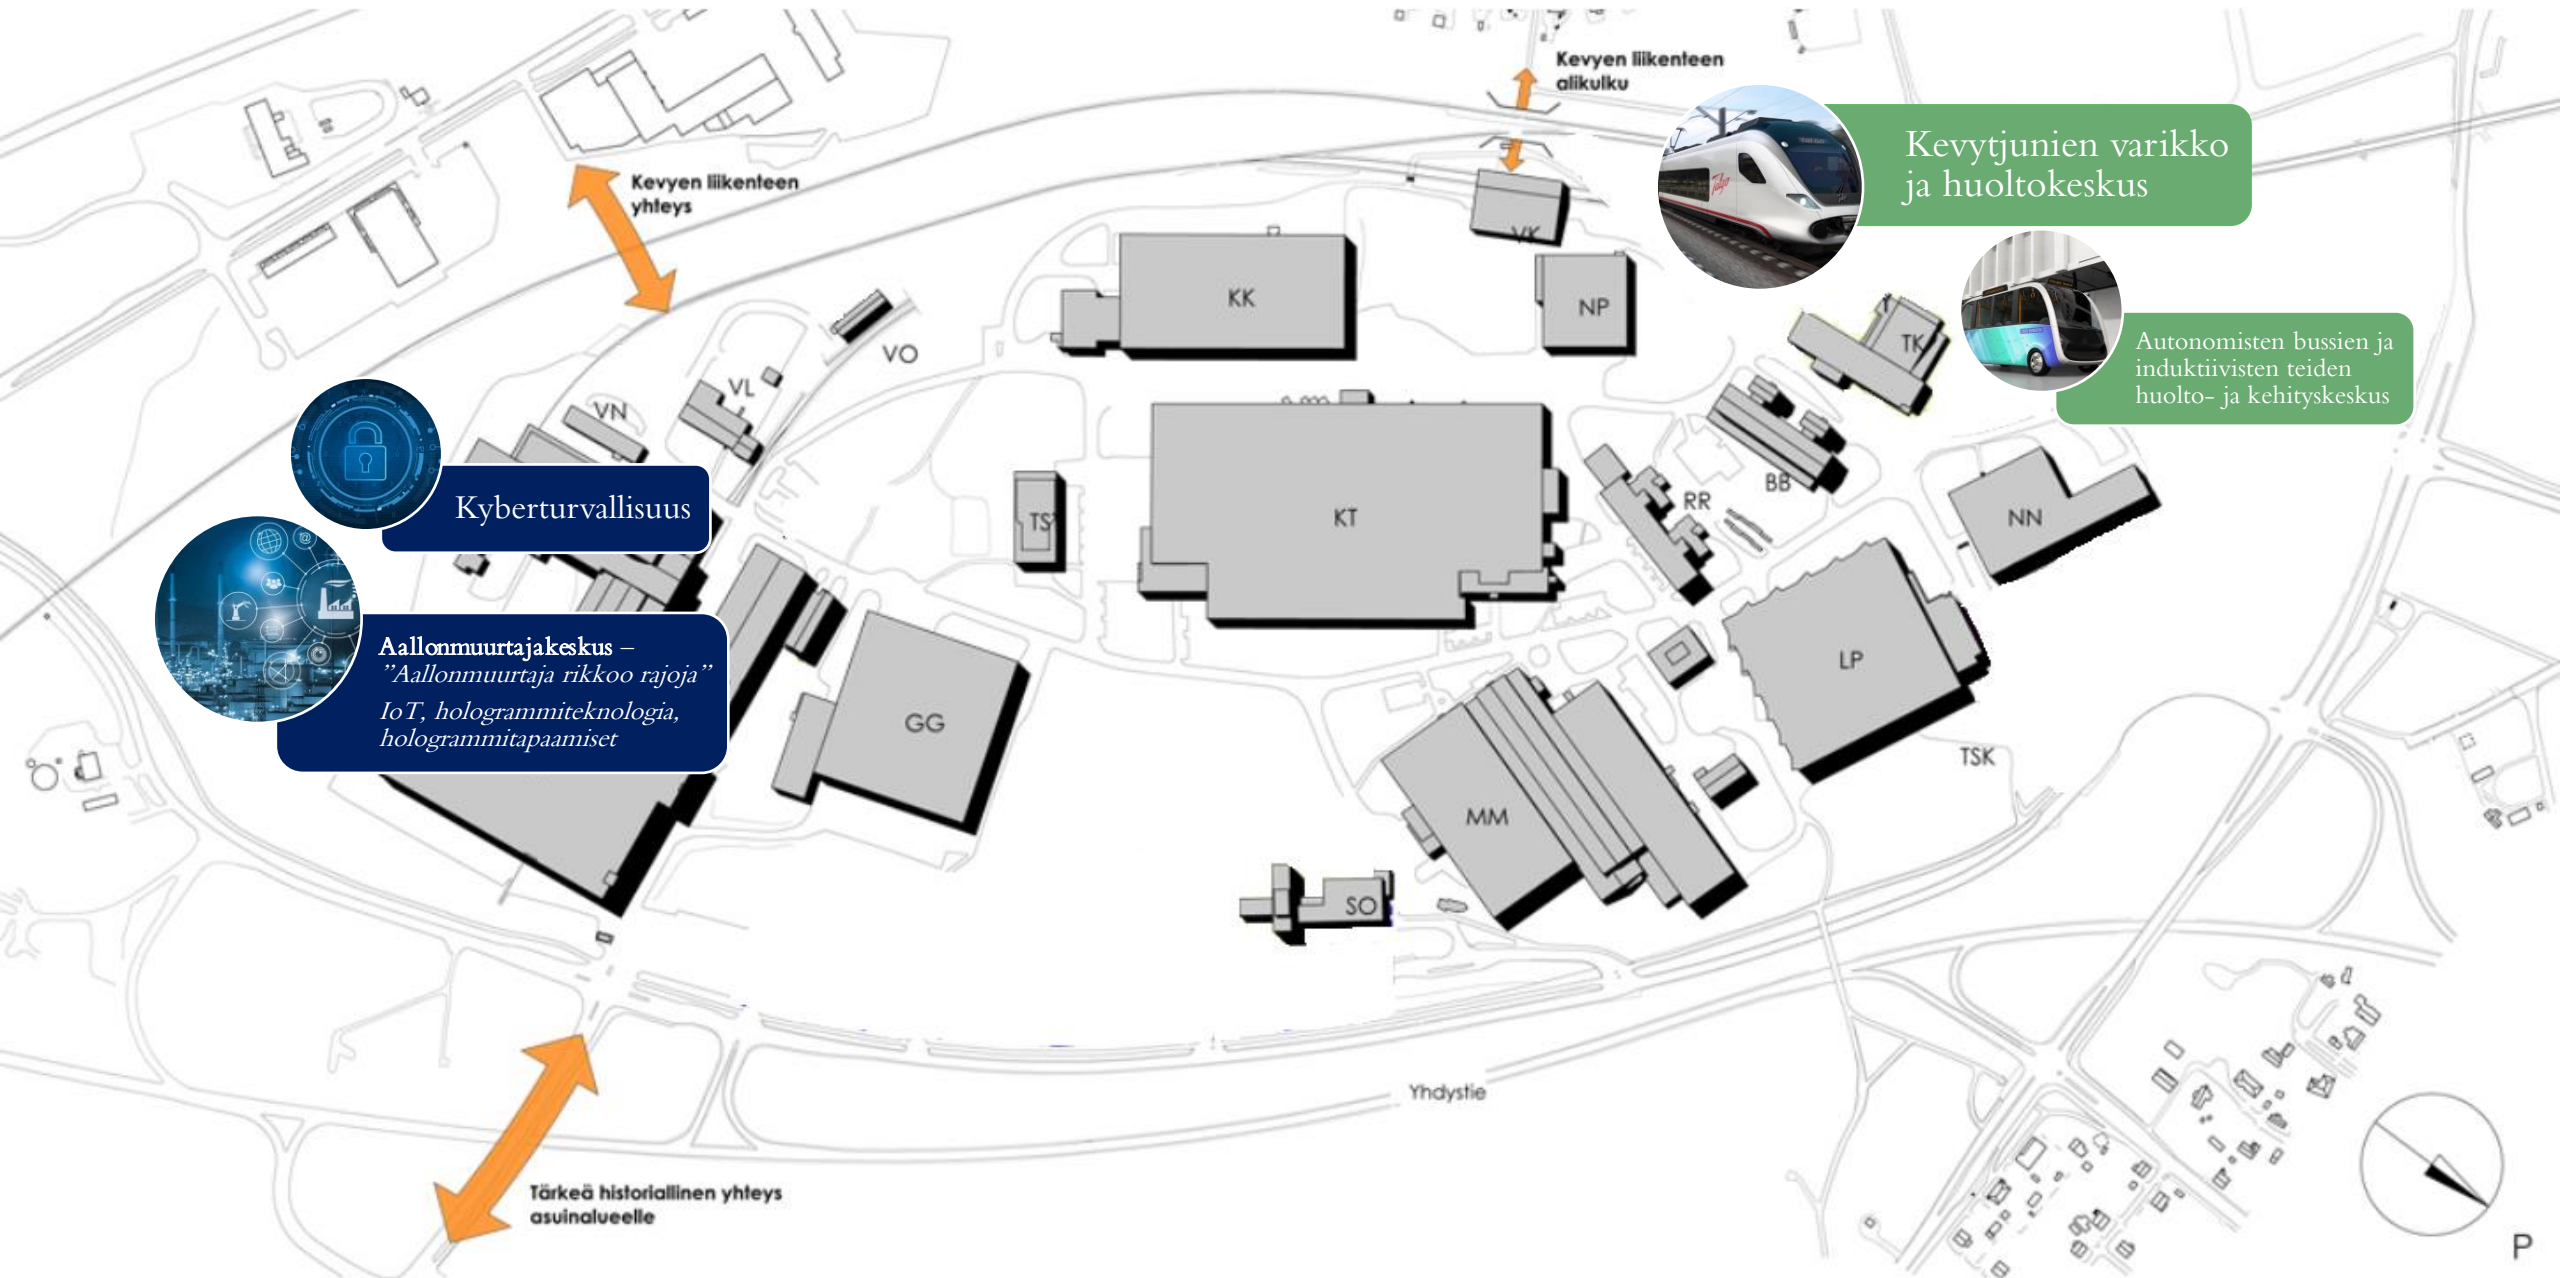 Kevyen liikenteen
alikulku
Kevytjunien varikko
ja huoltokeskus
Talgo
Kevyen liikenteen
yhteys
VK
KK
NP
TK
VO
VL
VN
Autonomisten bussien ja
induktiivisten teiden
huolto- ja kehityskeskus
Kyberturvallisuus
BB
RR
TS
KT
NN
Aallonmuurtajakeskus –
”Aallonmuurtaja rikkoo rajoja”
IoT, hologrammiteknologia,
hologrammitapaamiset
LP
GG
TSK
MM
SO
Yhdystie
Tärkeä historiallinen yhteys
asuinalueelle
P